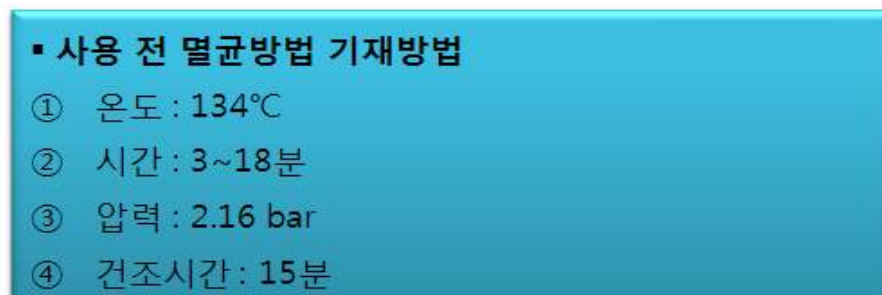 ▪ 사용 전 멸균방법 기재방법
① 온도 : 134℃
② 시간 : 3~18분
③ 압력 : 2.16 bar
④ 건조시간 : 15분